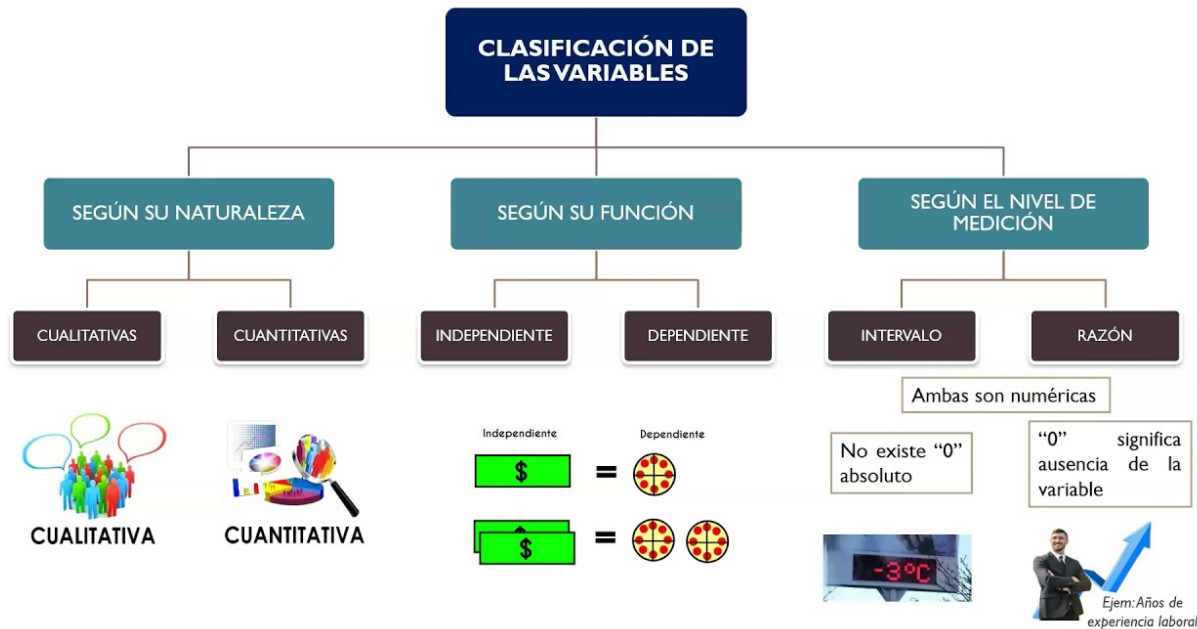 CLASIFICACIÓN DE
LAS VARIABLES
SEGÚN SU NATURALEZA
SEGÚN SU FUNCIÓN
SEGÚN EL NIVEL DE
MEDICIÓN
CUALITATIVAS
CUANTITATIVAS
INDEPENDIENTE
DEPENDIENTE
INTERVALO
RAZÓN
Ambas son numéricas
CUALITATIVA
CUANTITATIVA
Independiente
Dependiente
$
=
$
=
No existe “0”
absoluto
-3°C
“0” significa
ausencia de la
variable
Ejem: Años de
experiencia laboral